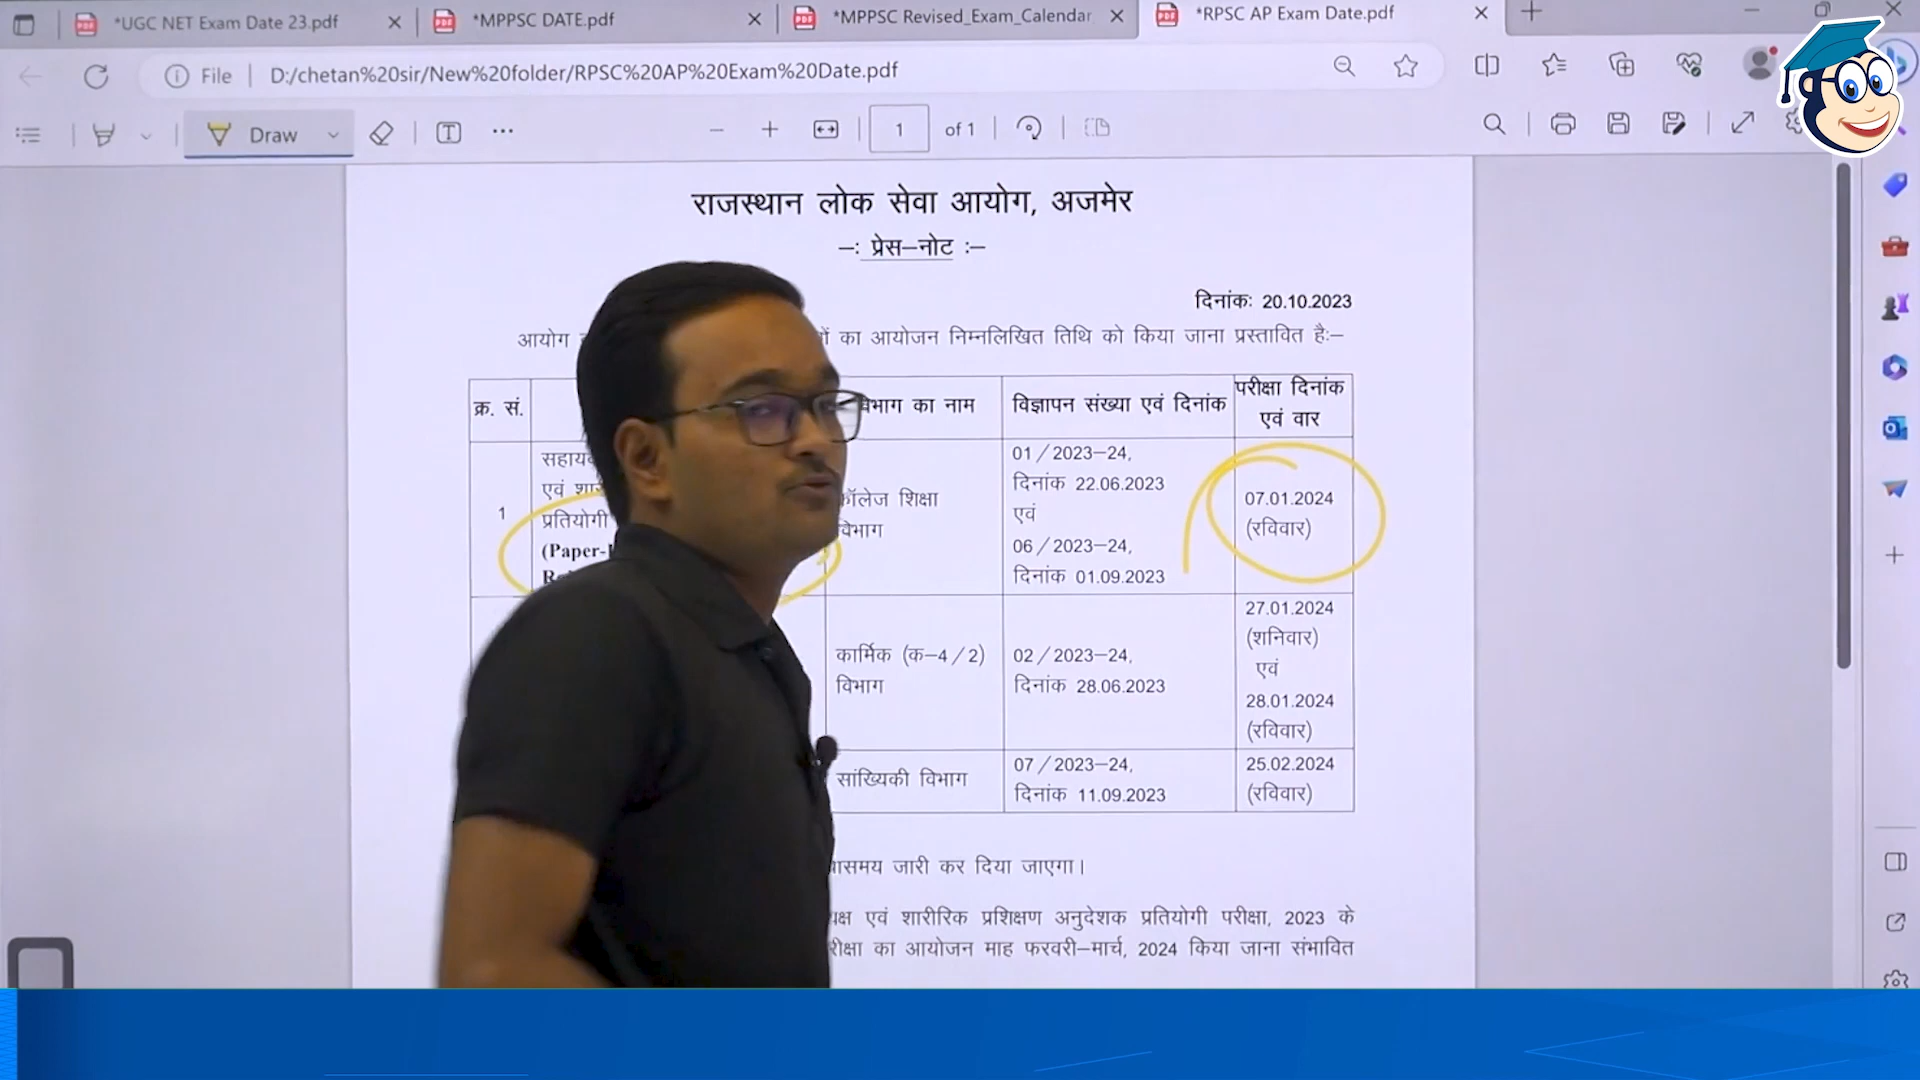 *UGC NET Exam Date 23.pdf
*MPPSC DATE.pdf
*MPPSC Revised_Exam_Calendar
*RPSC AP Exam Date.pdf
File
D:/chetan%20sir/New%20folder/RPSC%20AP%20Exam%20Date.pdf
Draw
1 of 1
राजस्थान लोक सेवा आयोग, अजमेर
–: प्रेस–नोट :–
दिनांकः 20.10.2023
आयोग
का आयोजन निम्नलिखित तिथि को किया जाना प्रस्तावित हैः–
क्र. सं.
विज्ञापन संख्या एवं दिनांक
परीक्षा दिनांक
एवं वार
का नाम
1
एवं
प्रतियोगी
(Paper-
शिक्षा
विभाग
01/2023–24,
दिनांक 22.06.2023
एवं
06/2023–24,
दिनांक 01.09.2023
07.01.2024
(रविवार)
कार्मिक (क–4/2)
विभाग
02/2023–24,
दिनांक 28.06.2023
27.01.2024
(शनिवार)
एवं
28.01.2024
(रविवार)
सांख्यिकी विभाग
07/2023–24,
दिनांक 11.09.2023
25.02.2024
(रविवार)
जारी कर दिया जाएगा।
एवं शारीरिक प्रशिक्षण अनुदेशक प्रतियोगी परीक्षा, 2023 के
का आयोजन माह फरवरी–मार्च, 2024 किया जाना संभावित